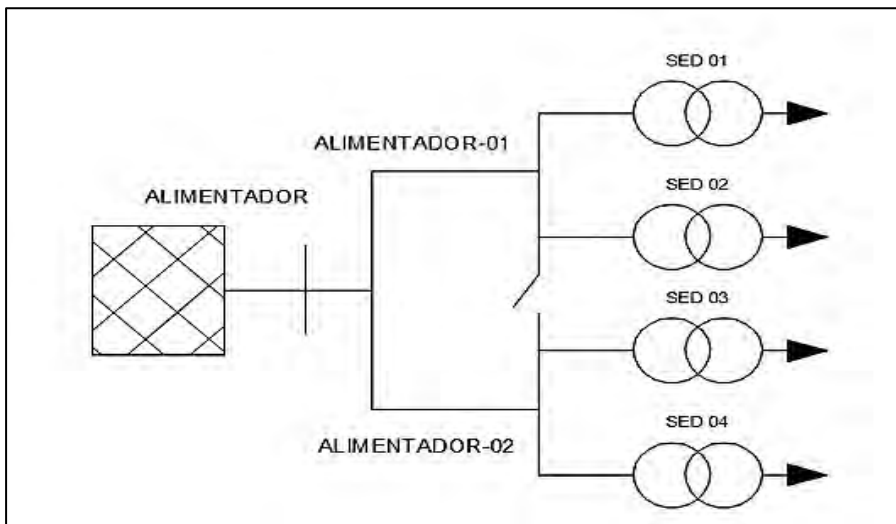 SED 01
ALIMENTADOR-01
ALIMENTADOR
SED 02
SED 03
ALIMENTADOR-02
SED 04